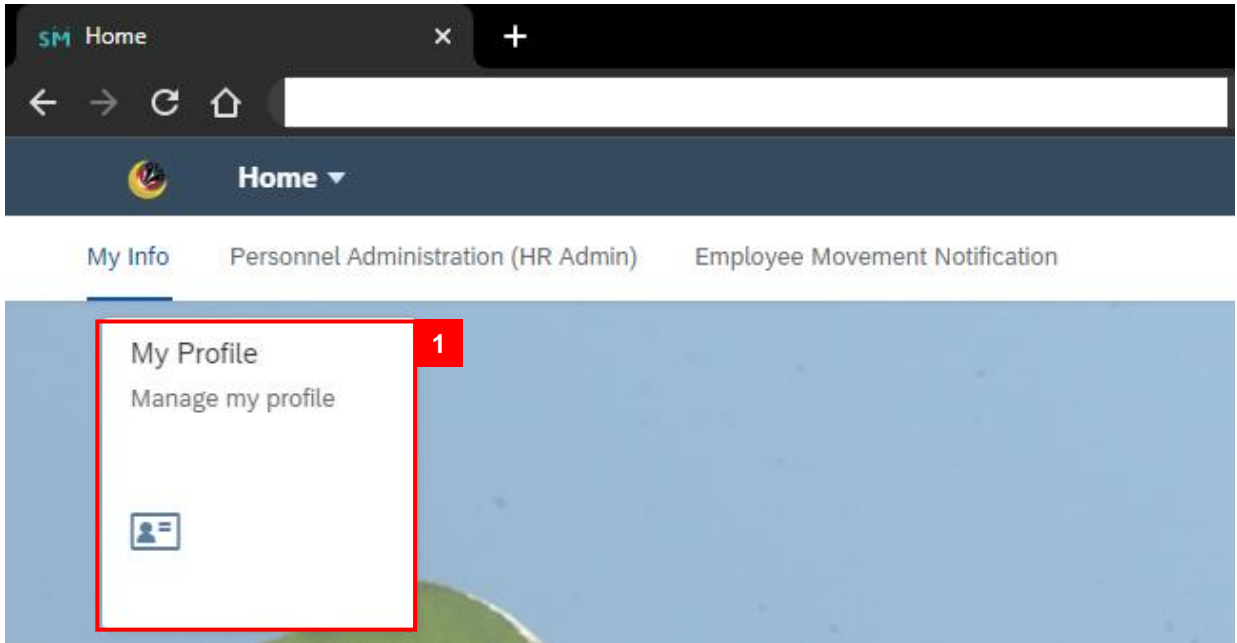 SM Home
Home
My Info Personnel Administration (HR Admin) Employee Movement Notification
My Profile
1
Manage my profile